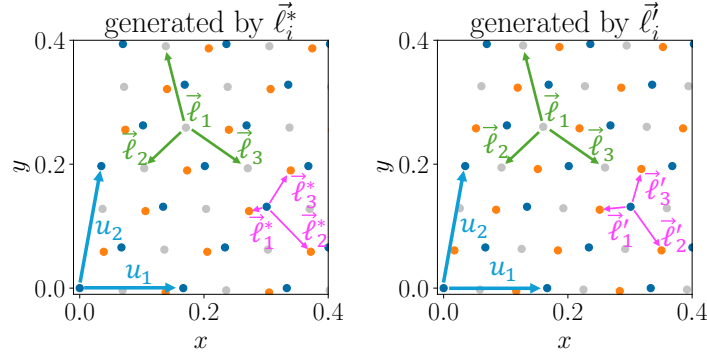 generated by ℓ⃗ᵢ*
0.4
0.2
0.0
y
0.0
0.2
0.4
x
ℓ⃗₁
ℓ⃗₂
ℓ⃗₃
ℓ⃗₃*
ℓ⃗₁*
ℓ⃗₂*
u₂
u₁
generated by ℓ⃗ᵢ′
0.4
0.2
0.0
y
0.0
0.2
0.4
x
ℓ⃗₁
ℓ⃗₂
ℓ⃗₃
ℓ⃗₃′
ℓ⃗₁′
ℓ⃗₂′
u₂
u₁